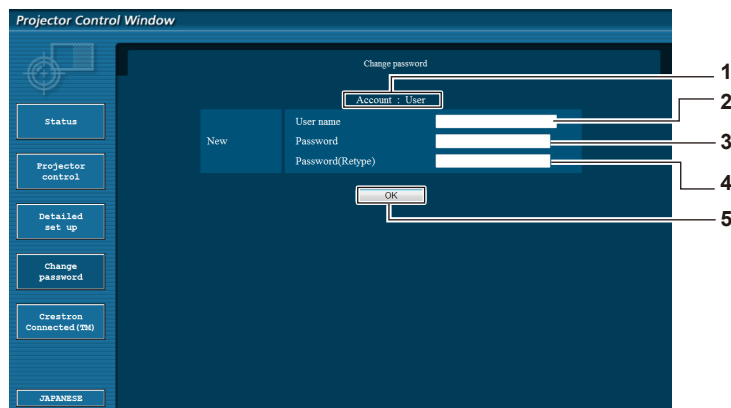 Projector Control Window
Change password
1
Account : User
2
Status
User name
New
Password
3
Projector
control
Password(Retype)
4
OK
5
Detailed
set up
Change
password
Crestron
Connected(TM)
JAPANESE